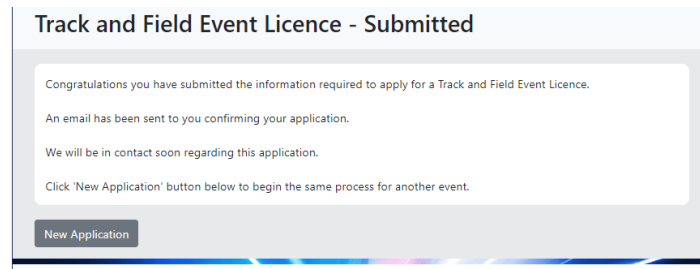 Track and Field Event Licence - Submitted
Congratulations you have submitted the information required to apply for a Track and Field Event Licence.
An email has been sent to you confirming your application.
We will be in contact soon regarding this application.
Click 'New Application' button below to begin the same process for another event.
New Application